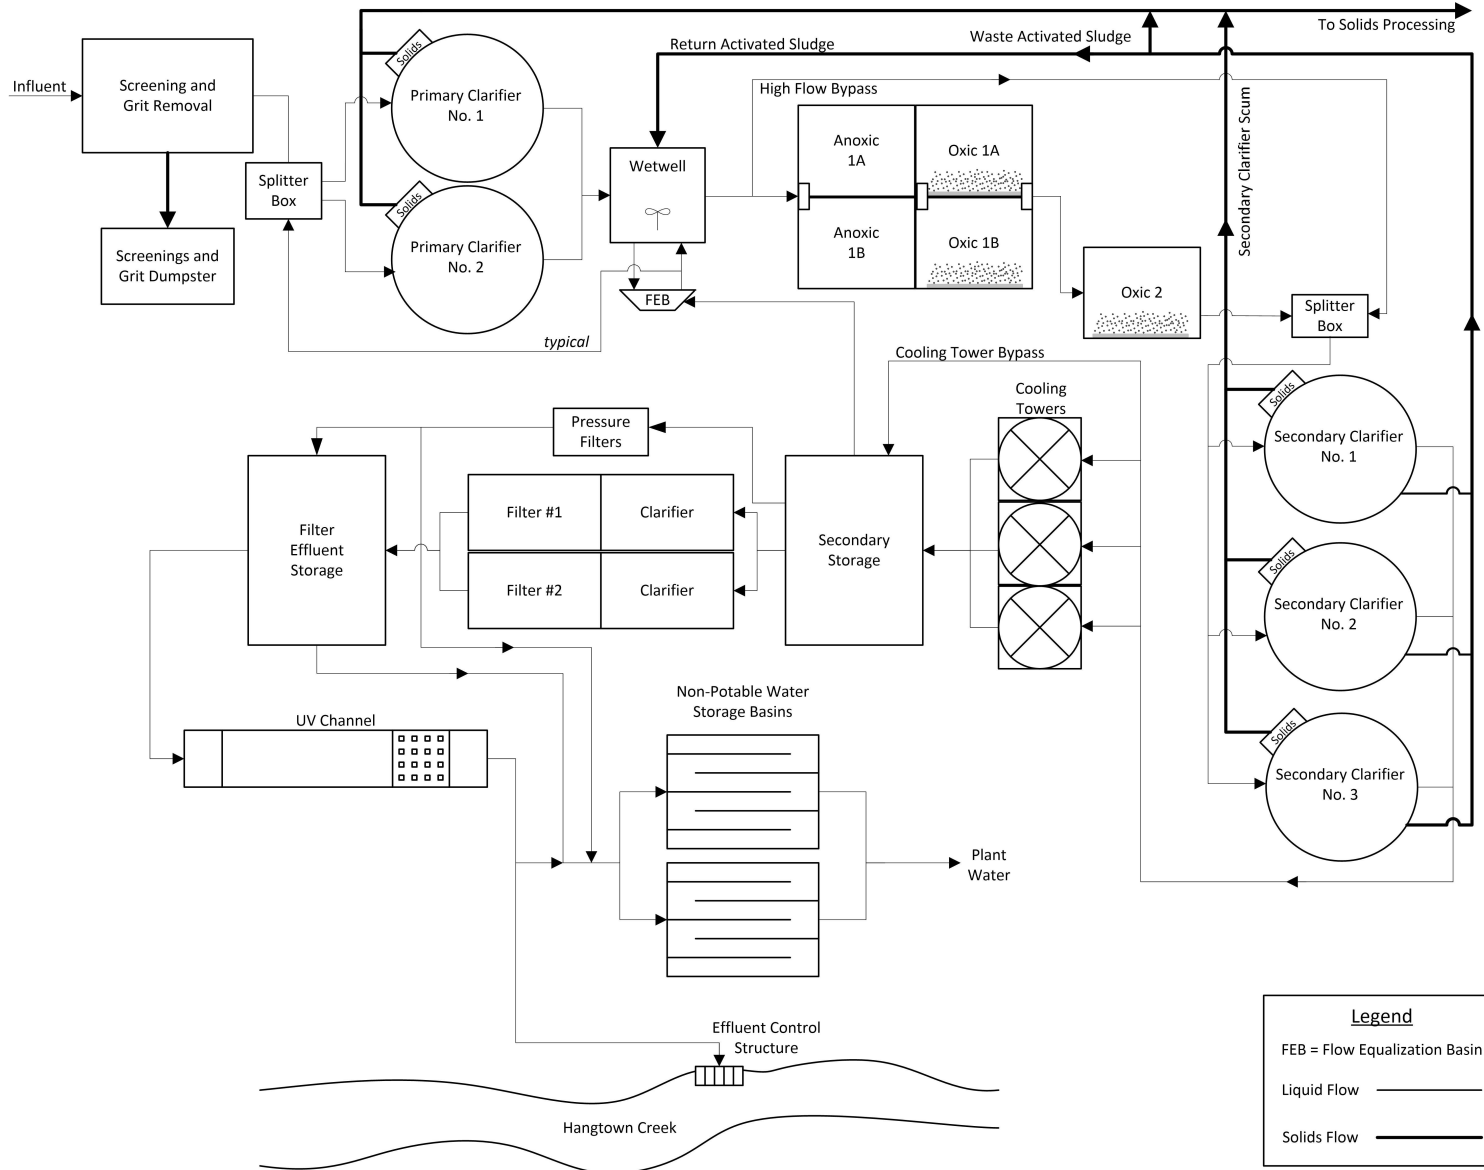 To Solids Processing
Waste Activated Sludge
Return Activated Sludge
Influent
Screening and
Grit Removal
Solids
Primary Clarifier
No. 1
High Flow Bypass
Secondary Clarifier Scum
Splitter
Box
Solids
Primary Clarifier
No. 2
Wetwell
Anoxic
1A
Oxic 1A
Anoxic
1B
Oxic 1B
Screenings and
Grit Dumpster
FEB
Oxic 2
Splitter
Box
typical
Cooling Tower Bypass
Cooling
Towers
Solids
Secondary Clarifier
No. 1
Pressure
Filters
Filter #1
Clarifier
Filter
Effluent
Storage
Secondary
Storage
Filter #2
Clarifier
Solids
Secondary Clarifier
No. 2
Non-Potable Water
Storage Basins
UV Channel
Solids
Secondary Clarifier
No. 3
Plant
Water
Effluent Control
Structure
Hangtown Creek
Legend
FEB = Flow Equalization Basin
Liquid Flow
Solids Flow